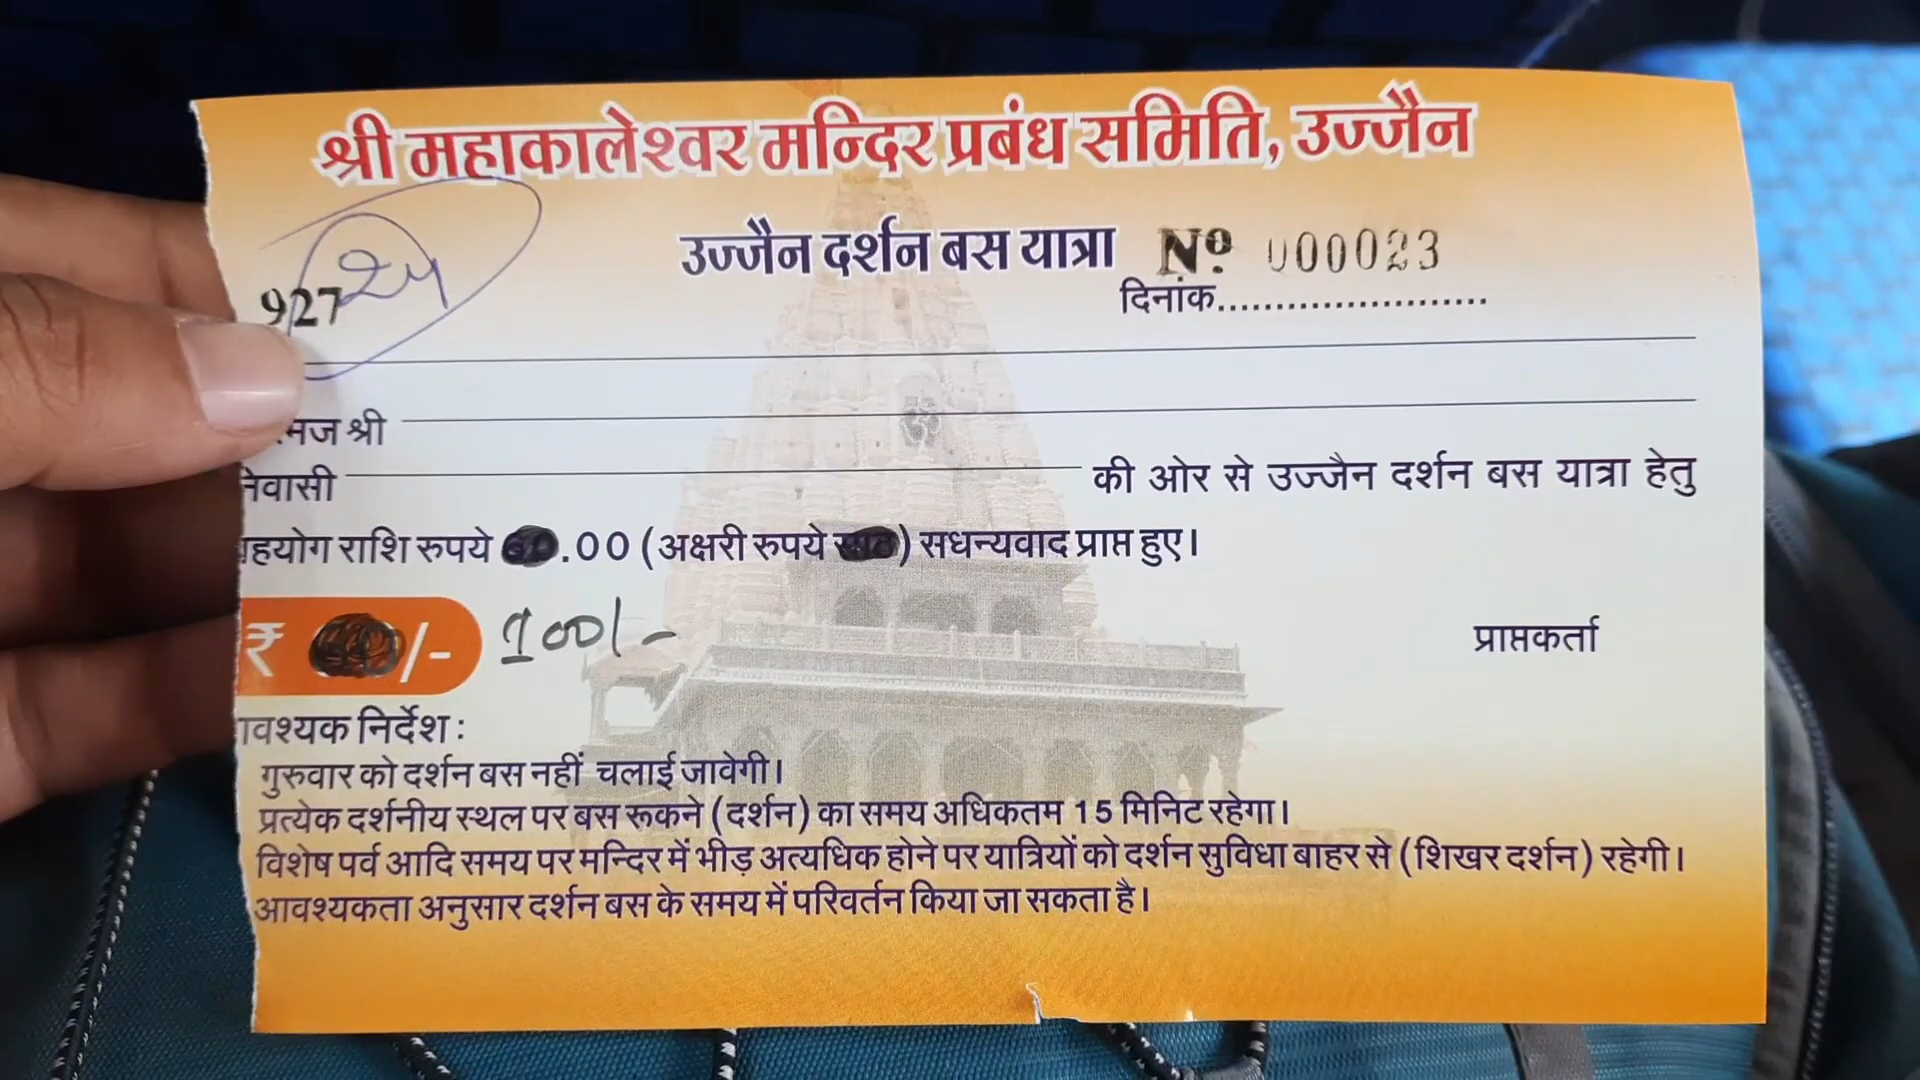 श्री महाकालेश्वर मन्दिर प्रबंध समिति, उज्जैन
उज्जैन दर्शन बस यात्रा Nº 000023
927 24
दिनांक......................
मज श्री
नेवासी की ओर से उज्जैन दर्शन बस यात्रा हेतु
हयोग राशि रुपये .00 (अक्षरी रुपये ) सधन्यवाद प्राप्त हुए।
₹ /- 100/-
प्राप्तकर्ता
वश्यक निर्देश :
गुरुवार को दर्शन बस नहीं चलाई जावेगी।
प्रत्येक दर्शनीय स्थल पर बस रूकने (दर्शन) का समय अधिकतम 15 मिनिट रहेगा।
विशेष पर्व आदि समय पर मन्दिर में भीड़ अत्यधिक होने पर यात्रियों को दर्शन सुविधा बाहर से (शिखर दर्शन) रहेगी।
आवश्यकता अनुसार दर्शन बस के समय में परिवर्तन किया जा सकता है।